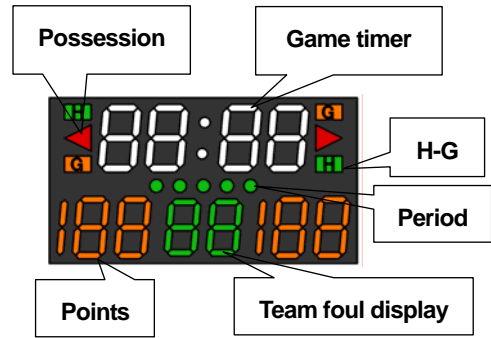 Possession
Game timer
H
G
88:88
G
H
H-G
Period
188
88
188
Points
Team foul display